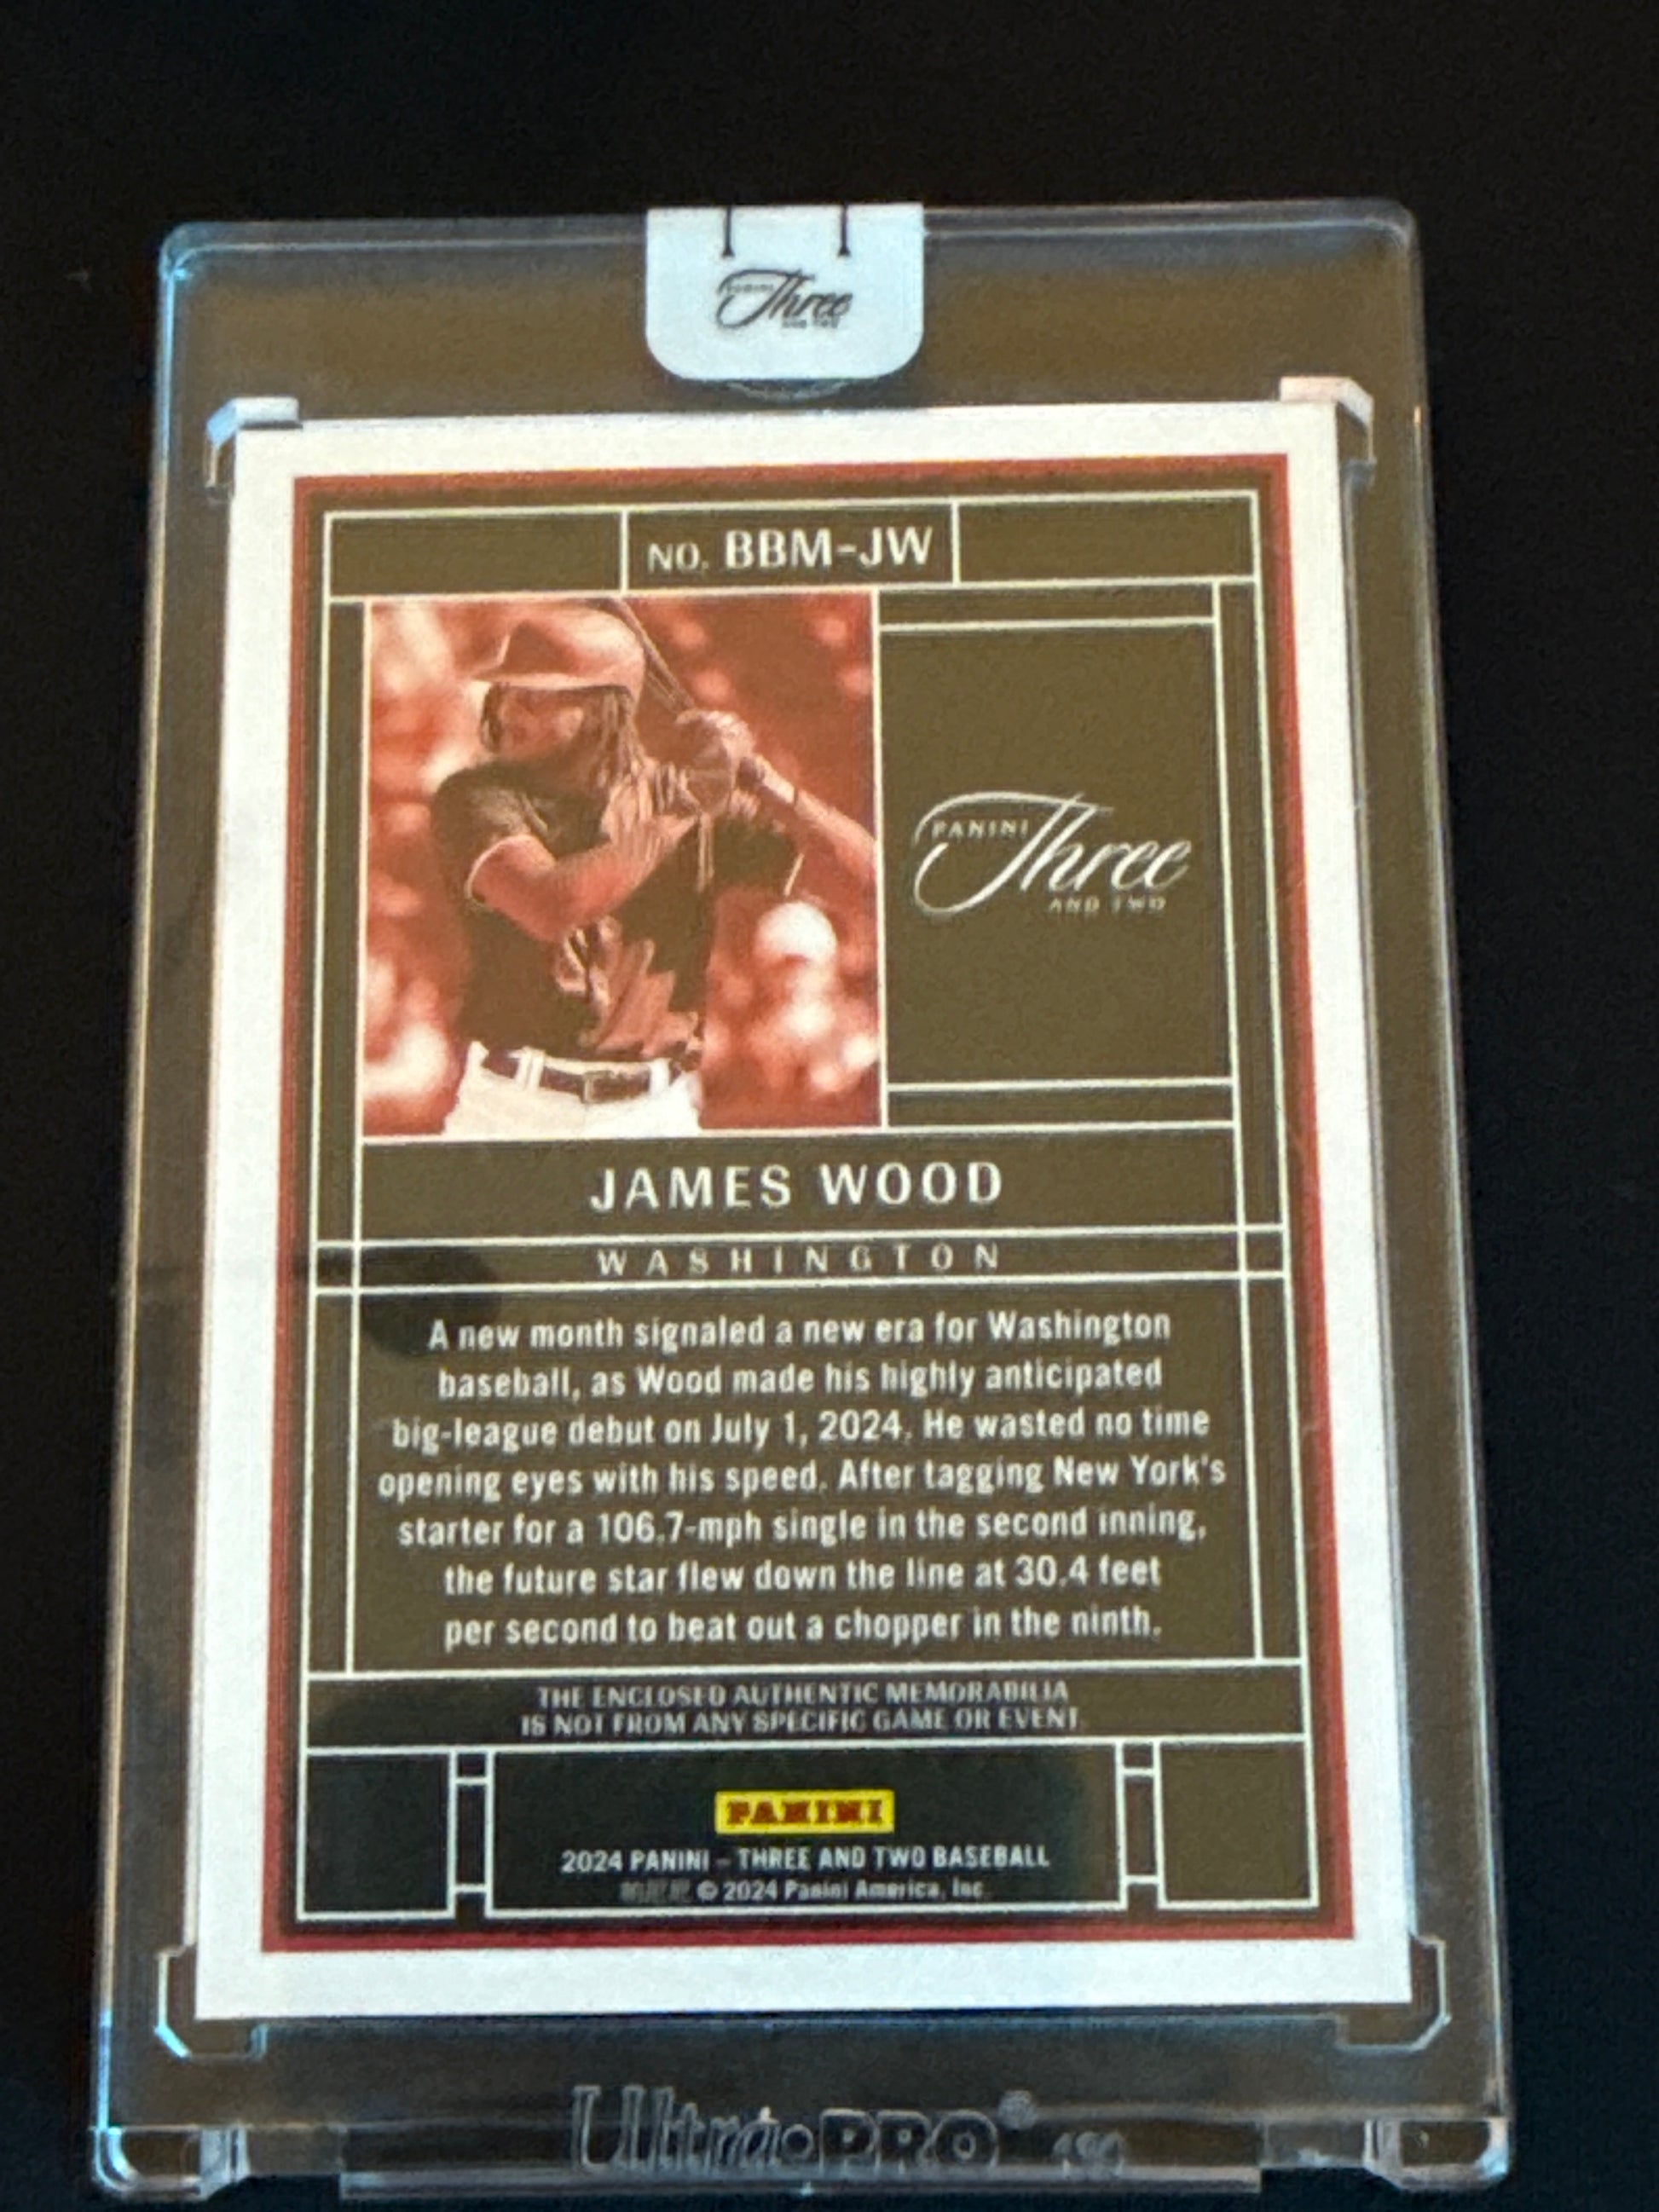 PANINI
Three
AND TWO
NO. BBM-JW
PANINI
Three
AND TWO
JAMES WOOD
WASHINGTON
A new month signaled a new era for Washington
baseball, as Wood made his highly anticipated
big-league debut on July 1, 2024. He wasted no time
opening eyes with his speed. After tagging New York's
starter for a 106.7-mph single in the second inning,
the future star flew down the line at 30.4 feet
per second to beat out a chopper in the ninth.
THE ENCLOSED AUTHENTIC MEMORABILIA
IS NOT FROM ANY SPECIFIC GAME OR EVENT.
PANINI
2024 PANINI – THREE AND TWO BASEBALL
© 2024 Panini America, Inc.
Ultra•PRO®